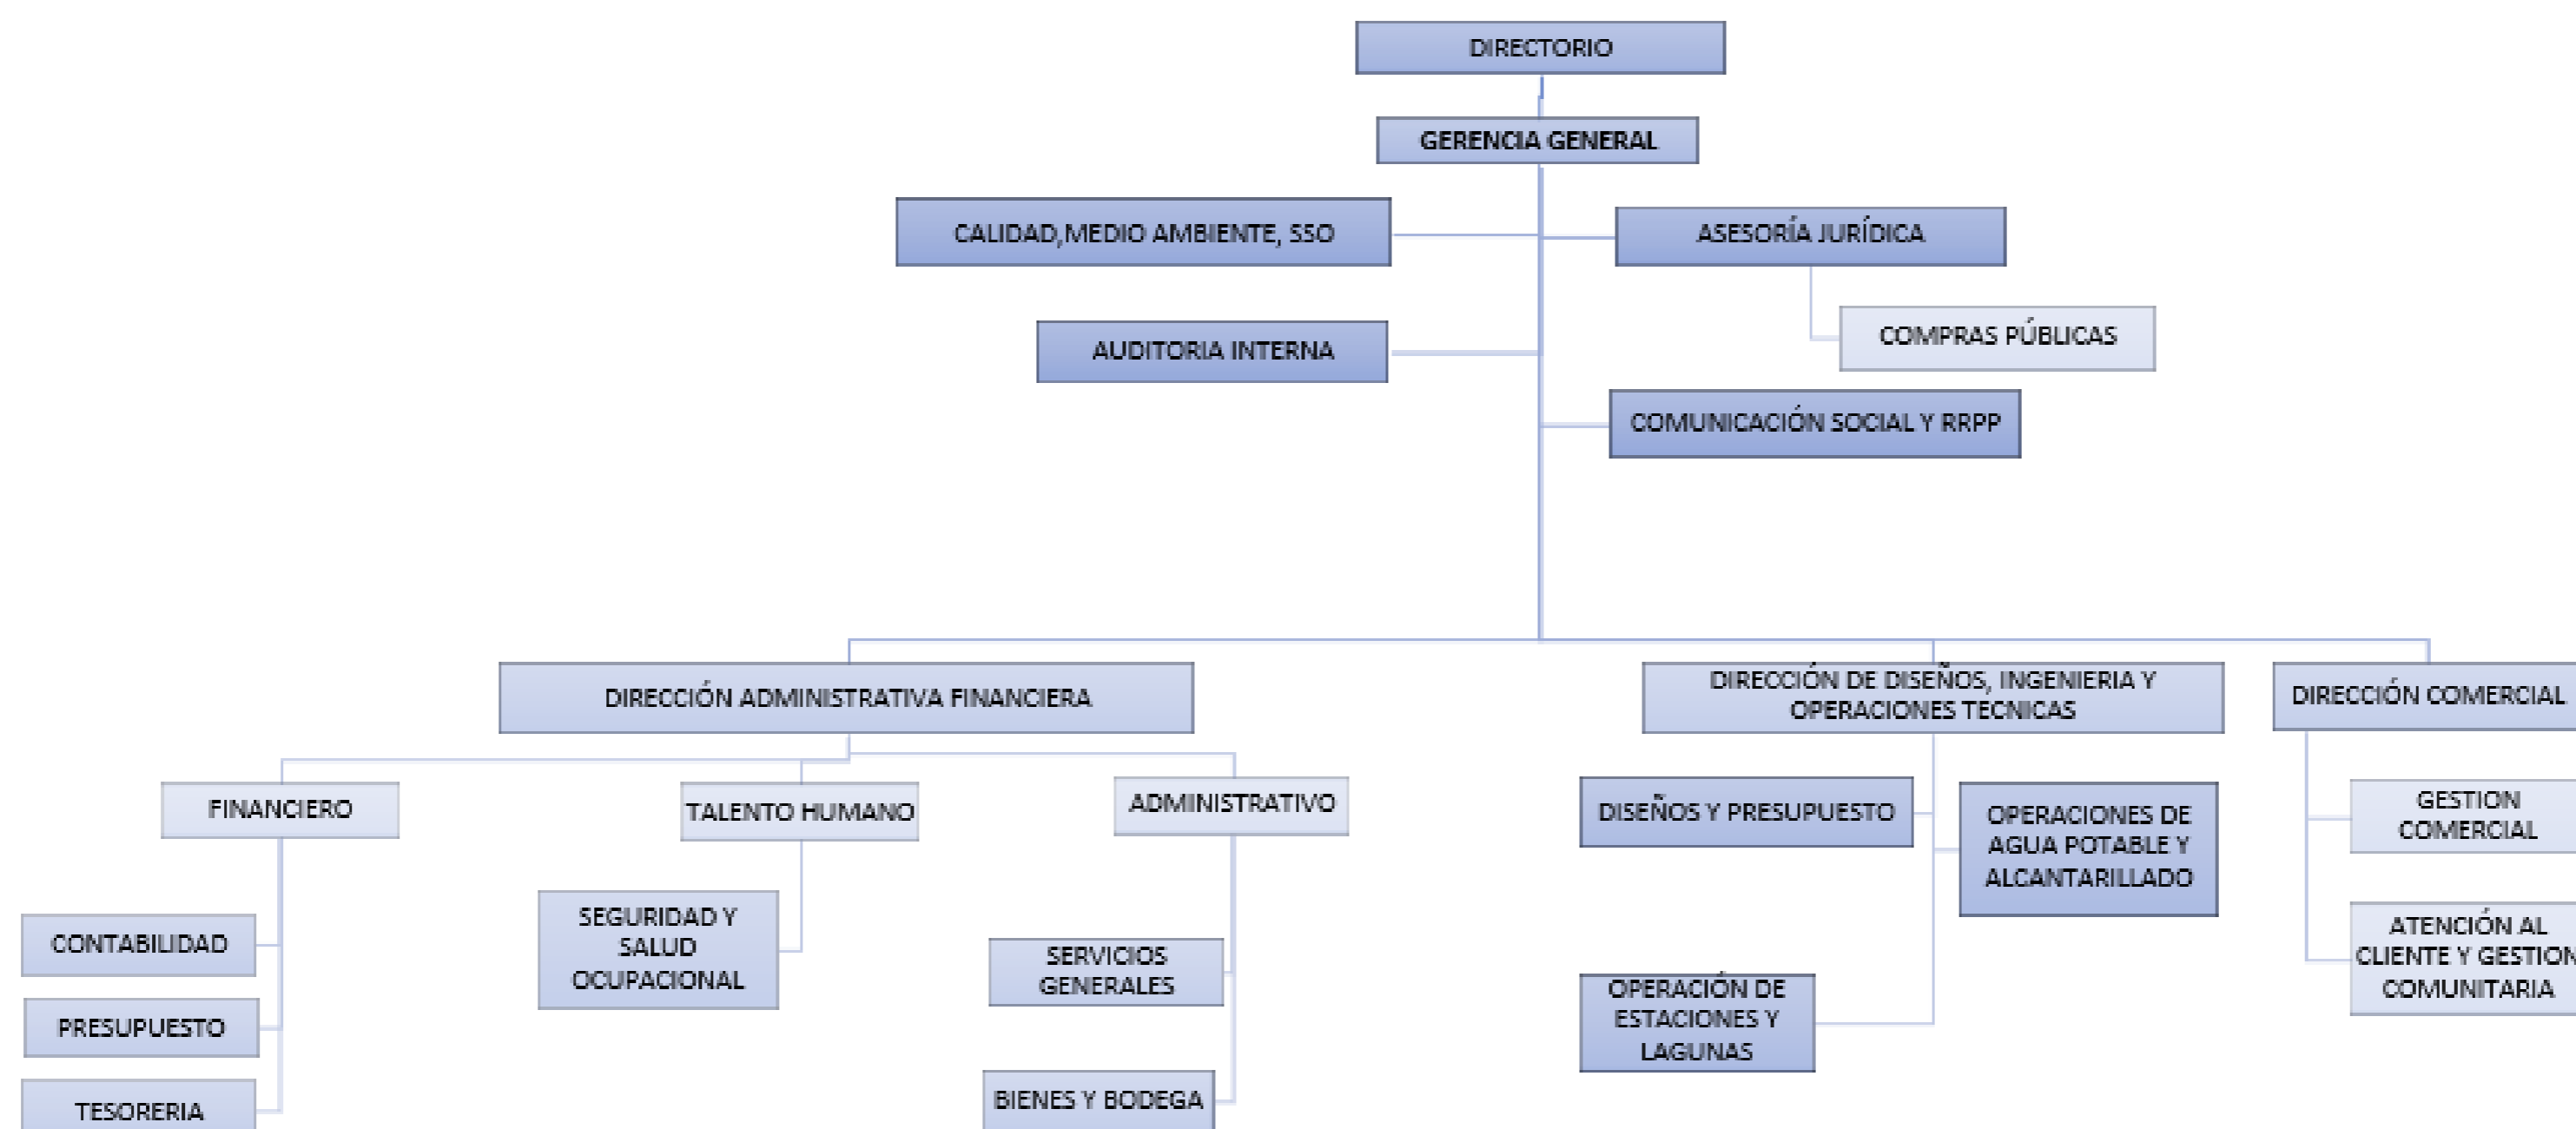 DIRECTORIO
GERENCIA GENERAL
CALIDAD,MEDIO AMBIENTE, SSO
ASESORÍA JURÍDICA
COMPRAS PÚBLICAS
AUDITORIA INTERNA
COMUNICACIÓN SOCIAL Y RRPP
DIRECCIÓN ADMINISTRATIVA FINANCIERA
DIRECCIÓN DE DISEÑOS, INGENIERIA Y
OPERACIONES TECNICAS
DIRECCIÓN COMERCIAL
FINANCIERO
TALENTO HUMANO
ADMINISTRATIVO
DISEÑOS Y PRESUPUESTO
OPERACIONES DE
AGUA POTABLE Y
ALCANTARILLADO
GESTION
COMERCIAL
CONTABILIDAD
PRESUPUESTO
TESORERIA
SEGURIDAD Y
SALUD
OCUPACIONAL
SERVICIOS
GENERALES
BIENES Y BODEGA
OPERACIÓN DE
ESTACIONES Y
LAGUNAS
ATENCIÓN AL
CLIENTE Y GESTION
COMUNITARIA